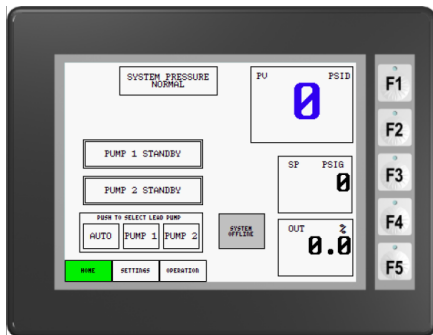 SYSTEM PRESSURE
NORMAL
PV PSID
0
PUMP 1 STANDBY
PUMP 2 STANDBY
SP PSIG
0
PUSH TO SELECT LEAD PUMP
AUTO PUMP 1 PUMP 2
SYSTEM
OFFLINE
OUT %
0.0
HOME SETTINGS OPERATION
F1
F2
F3
F4
F5